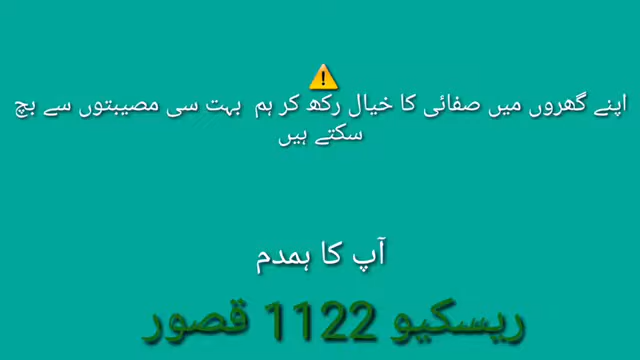 اپنے گھروں میں صفائی کا خیال رکھ کر ہم بہت سی مصیبتوں سے بچ
سکتے ہیں
آپ کا ہمدم
ریسکیو 1122 قصور